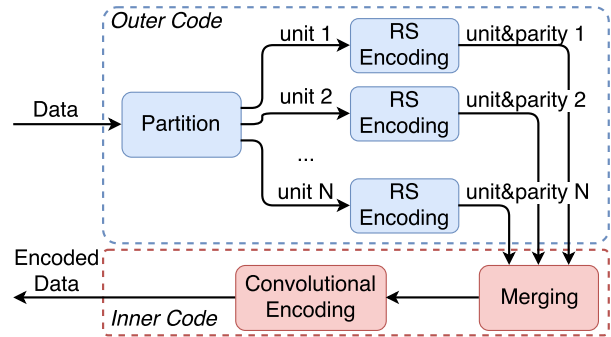 Outer Code
Data
Partition
unit 1
RS
Encoding
unit&parity 1
unit 2
RS
Encoding
unit&parity 2
...
unit N
RS
Encoding
unit&parity N
Encoded
Data
Convolutional
Encoding
Merging
Inner Code